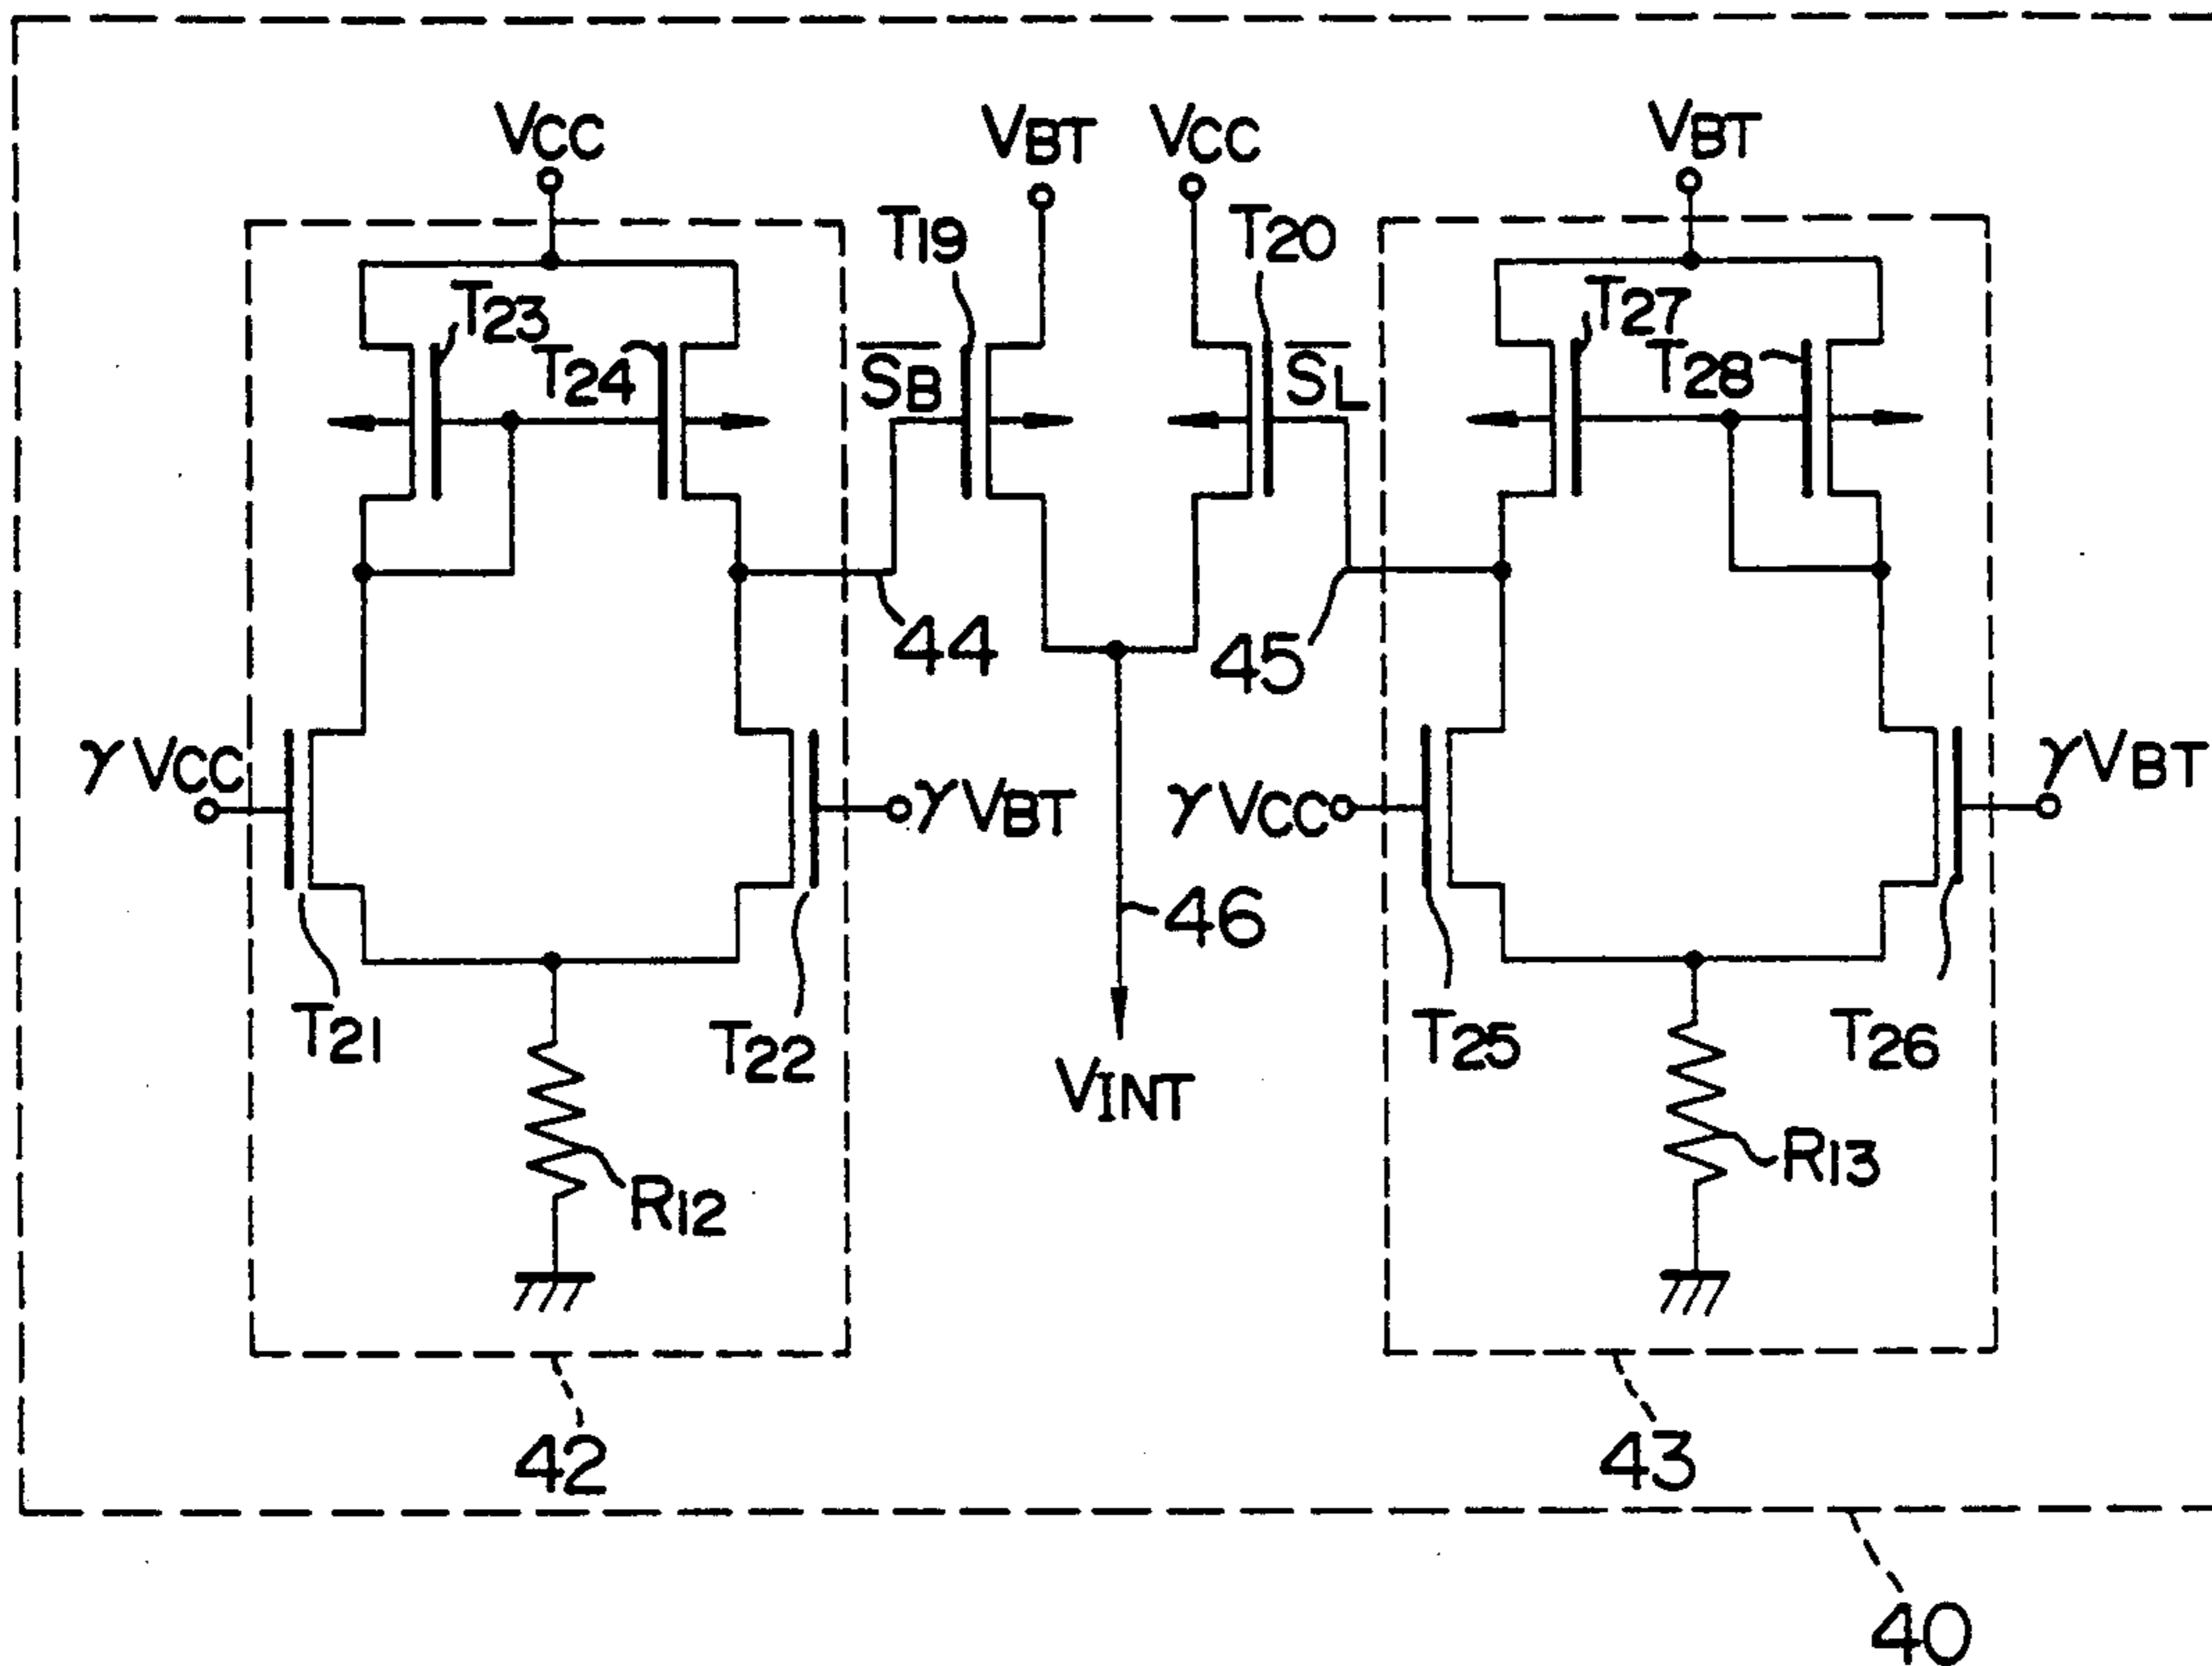 VCC
VBT
VCC
VBT
T19
T20
T23
T24
SB
SL
T27
T28
44
45
γVCC
γVBT
γVCC
γVBT
46
T21
T22
VINT
T25
T26
R12
R13
42
43
40